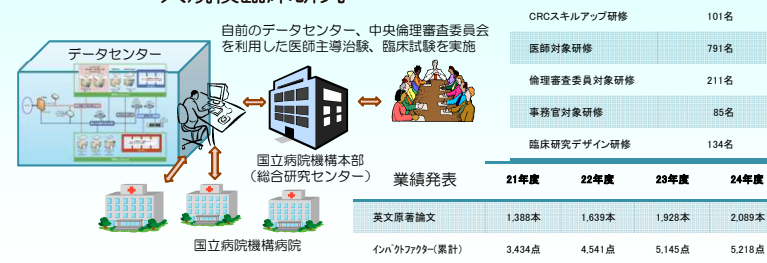 自前のデータセンター、中央倫理審査委員会
を利用した医師主導治験、臨床試験を実施
データセンター
国立病院機構本部
（総合研究センター）
国立病院機構病院
CRCスキルアップ研修 101名
医師対象研修 791名
倫理審査委員対象研修 211名
事務官対象研修 85名
臨床研究デザイン研修 134名
業績発表 21年度 22年度 23年度 24年度
英文原著論文 1,388本 1,639本 1,928本 2,089本
インパクトファクター(累計) 3,434点 4,541点 5,145点 5,218点